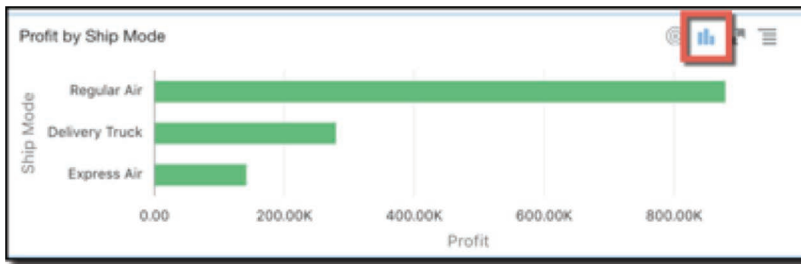 Profit by Ship Mode
Ship Mode
Regular Air
Delivery Truck
Express Air
0.00 200.00K 400.00K 600.00K 800.00K
Profit